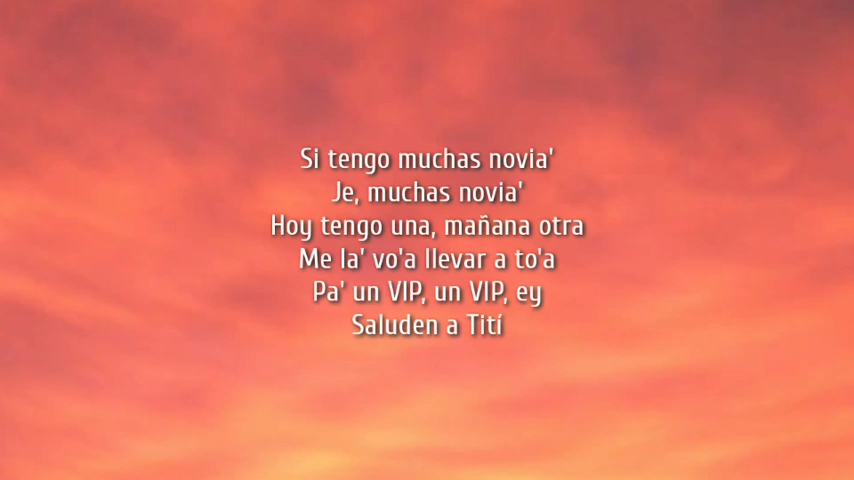 Si tengo muchas novia'
Je, muchas novia'
Hoy tengo una, mañana otra
Me la' vo'a llevar a to'a
Pa' un VIP, un VIP, ey
Saluden a Tití